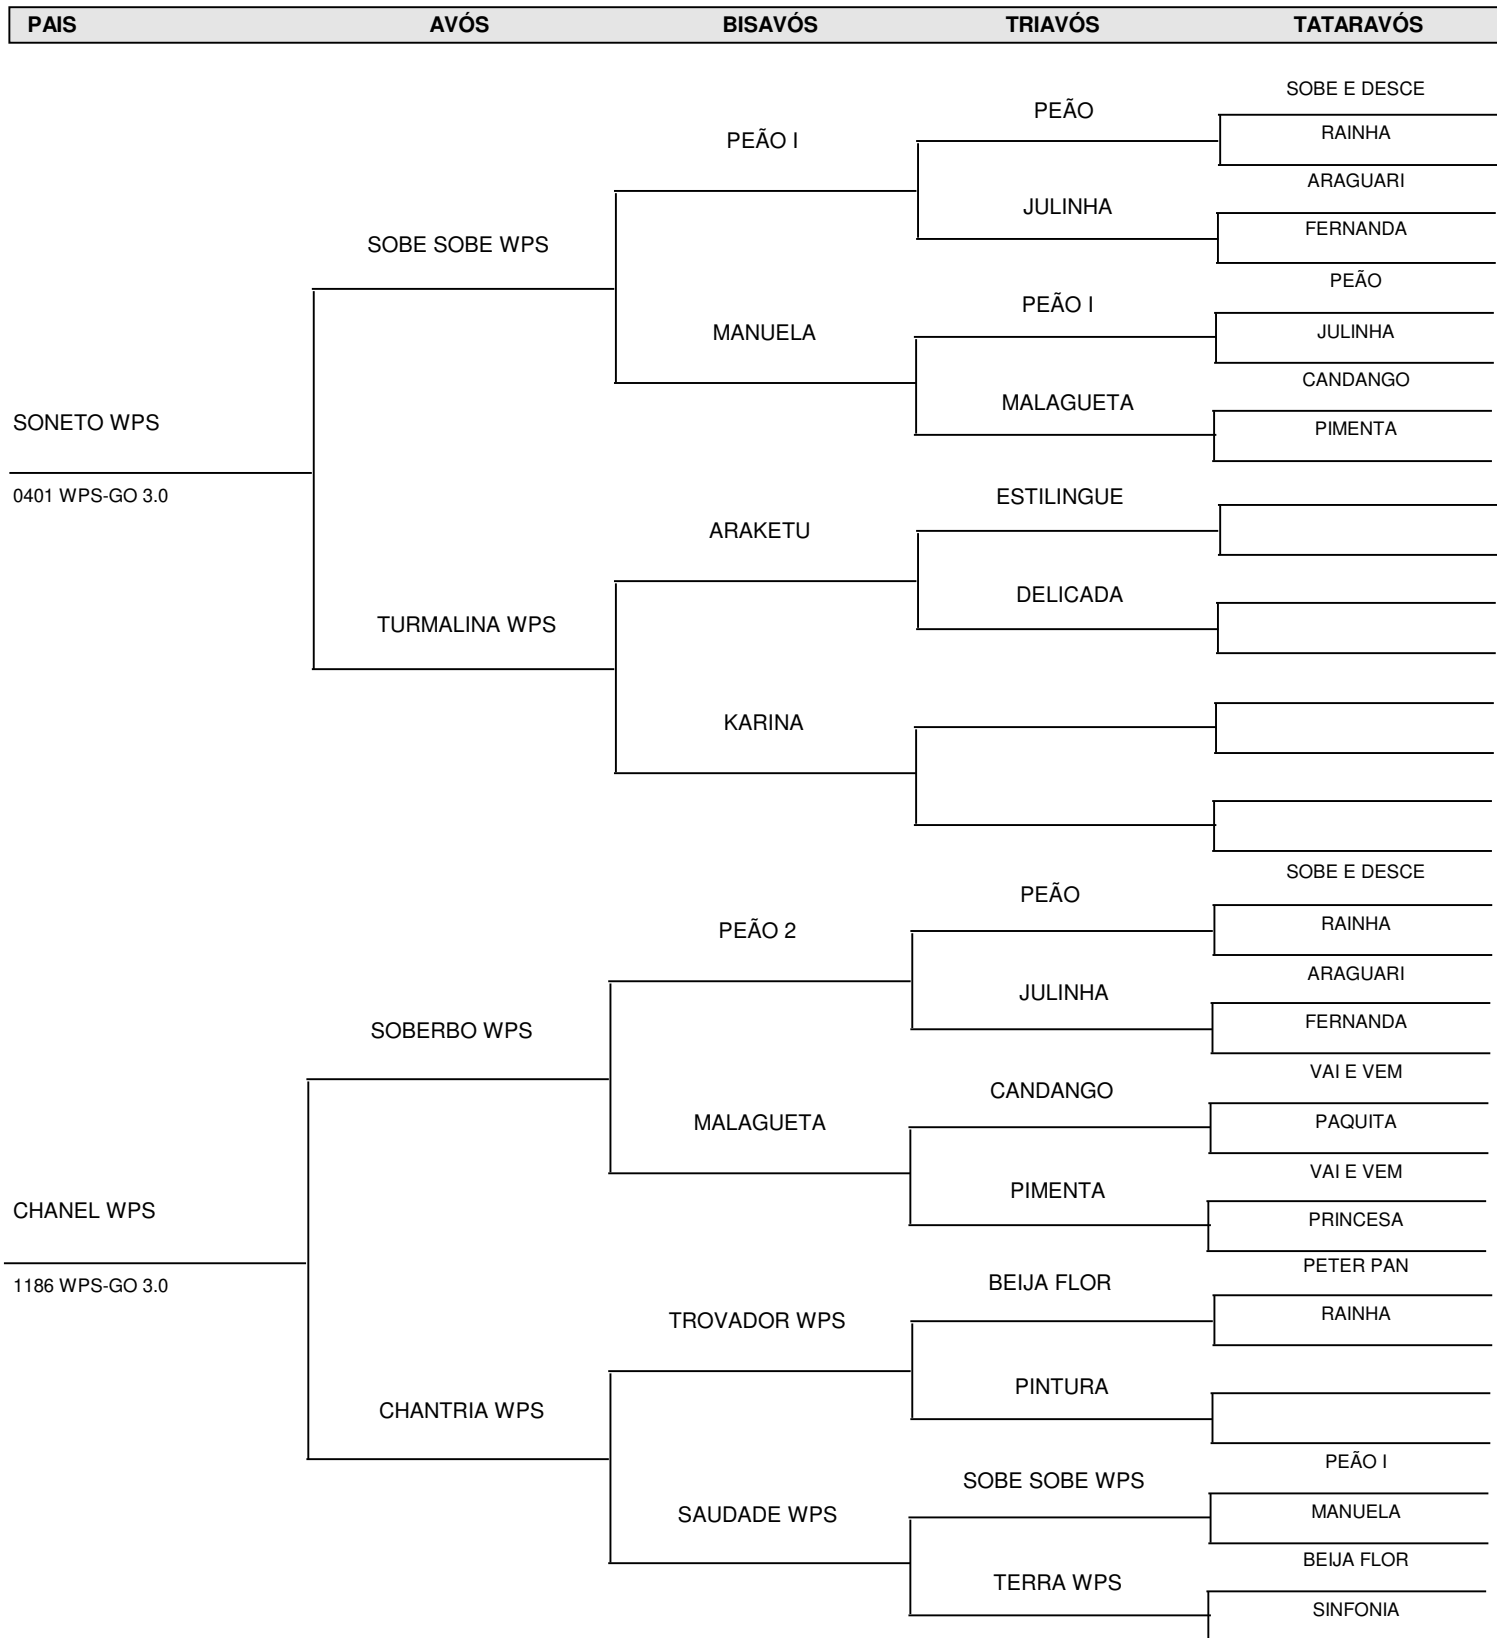 PAIS AVÓS BISAVÓS TRIAVÓS TATARAVÓS
SOBE E DESCE
PEÃO
RAINHA
PEÃO I
ARAGUARI
JULINHA
FERNANDA
SOBE SOBE WPS
PEÃO
PEÃO I
JULINHA
MANUELA
CANDANGO
MALAGUETA
SONETO WPS
PIMENTA
0401 WPS-GO 3.0
ESTILINGUE
ARAKETU
DELICADA
TURMALINA WPS
KARINA
SOBE E DESCE
PEÃO
RAINHA
PEÃO 2
ARAGUARI
JULINHA
FERNANDA
SOBERBO WPS
VAI E VEM
CANDANGO
PAQUITA
MALAGUETA
VAI E VEM
PIMENTA
CHANEL WPS
PRINCESA
PETER PAN
1186 WPS-GO 3.0
BEIJA FLOR
RAINHA
TROVADOR WPS
PINTURA
CHANTRIA WPS
PEÃO I
SOBE SOBE WPS
MANUELA
SAUDADE WPS
BEIJA FLOR
TERRA WPS
SINFONIA